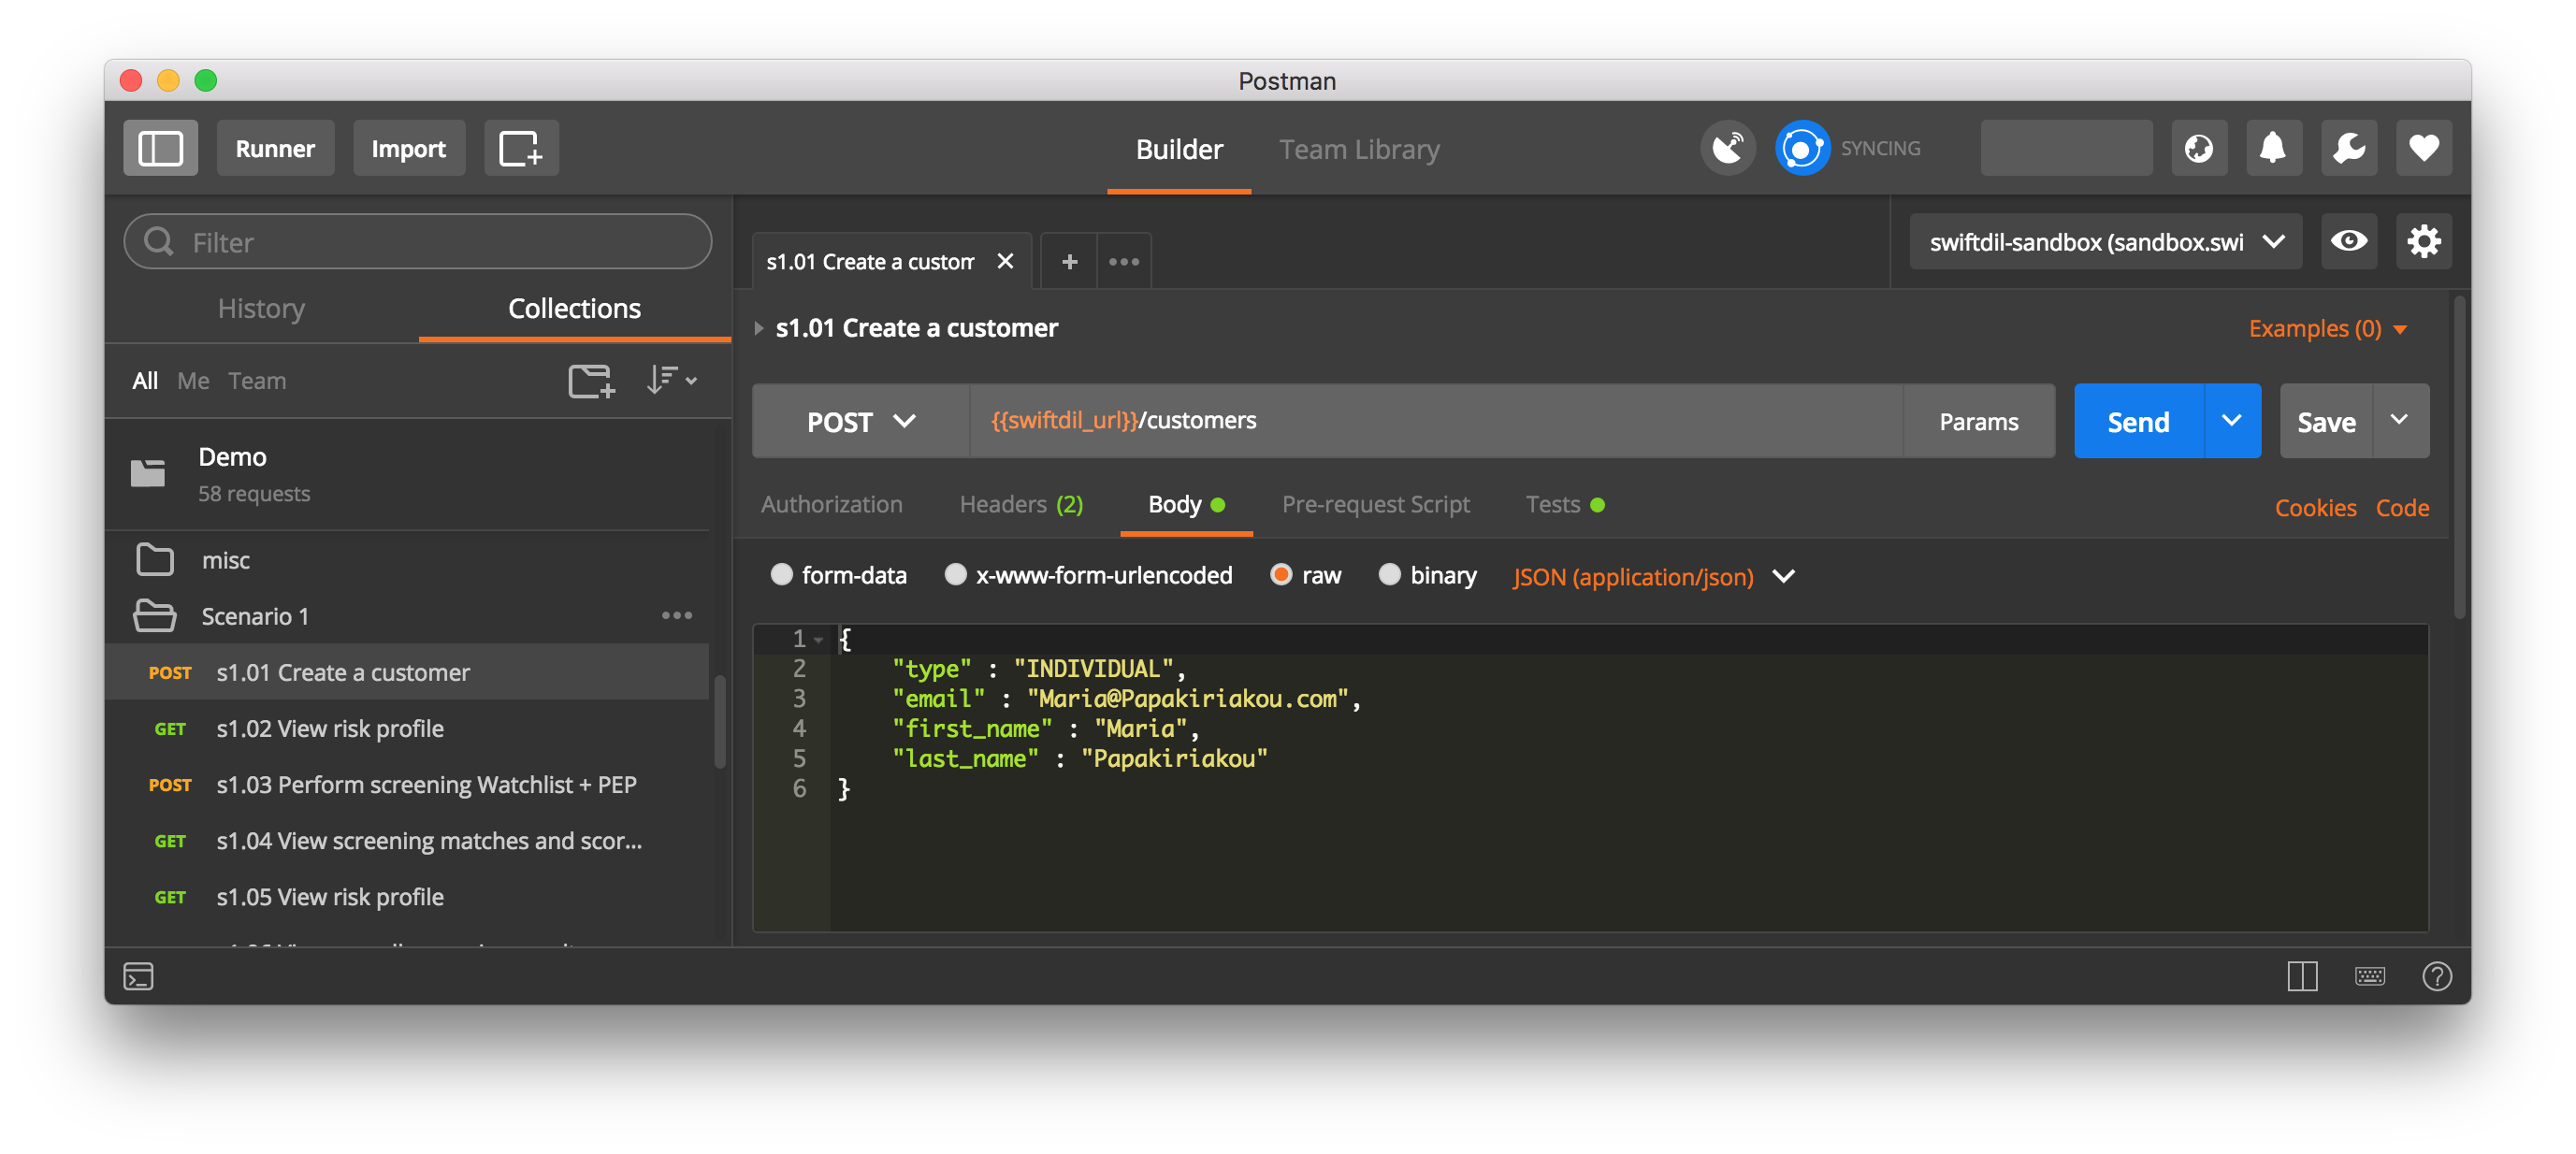 Postman
Runner Import Builder Team Library SYNCING
Filter
History Collections
All Me Team
Demo
58 requests
misc
Scenario 1
POST s1.01 Create a customer
GET s1.02 View risk profile
POST s1.03 Perform screening Watchlist + PEP
GET s1.04 View screening matches and scor...
GET s1.05 View risk profile
s1.01 Create a custom
swiftdil-sandbox (sandbox.swi
s1.01 Create a customer
Examples (0)
POST {{swiftdil_url}}/customers Params Send Save
Authorization Headers (2) Body Pre-request Script Tests Cookies Code
form-data x-www-form-urlencoded raw binary JSON (application/json)
1 {
2 "type" : "INDIVIDUAL",
3 "email" : "Maria@Papakiriakou.com",
4 "first_name" : "Maria",
5 "last_name" : "Papakiriakou"
6 }